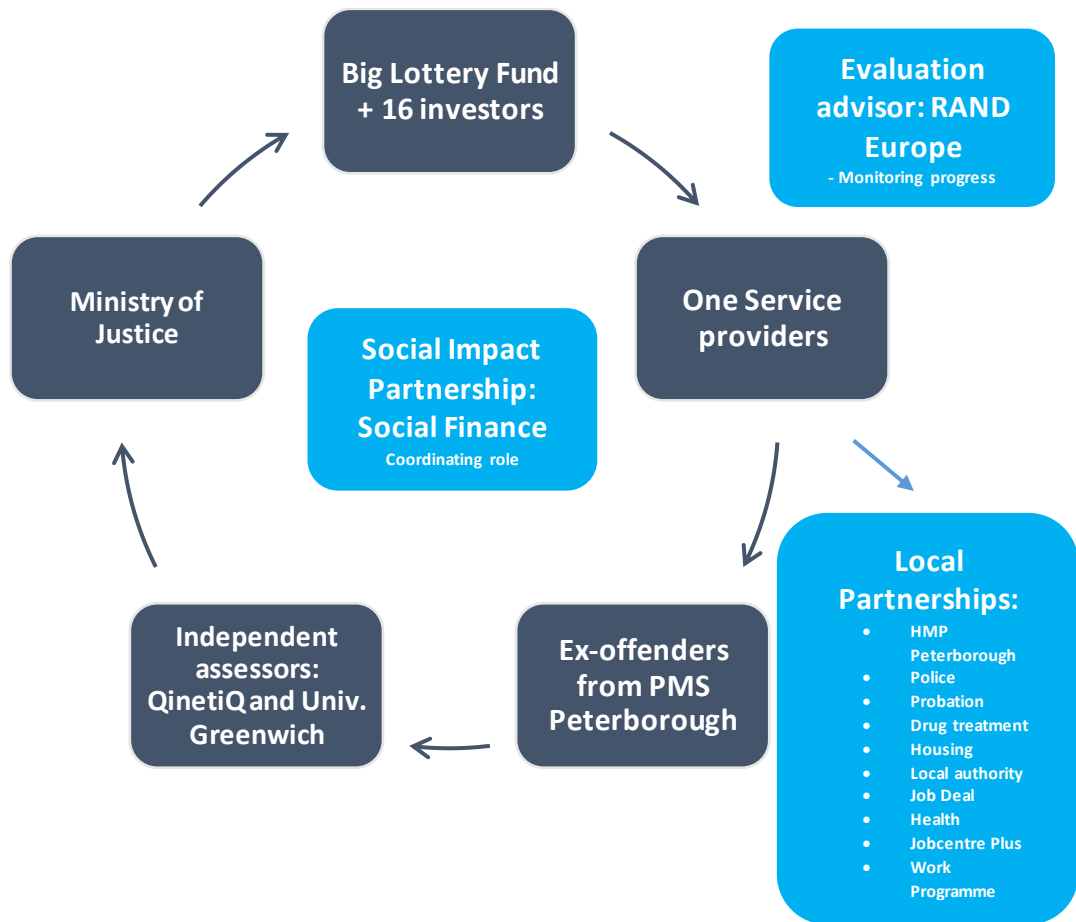 Big Lottery Fund
+ 16 investors
Evaluation
advisor: RAND
Europe
- Monitoring progress
Ministry of
Justice
One Service
providers
Social Impact
Partnership:
Social Finance
Coordinating role
Independent
assessors:
QinetiQ and Univ.
Greenwich
Ex-offenders
from PMS
Peterborough
Local
Partnerships:
• HMP
Peterborough
• Police
• Probation
• Drug treatment
• Housing
• Local authority
• Job Deal
• Health
• Jobcentre Plus
• Work
Programme